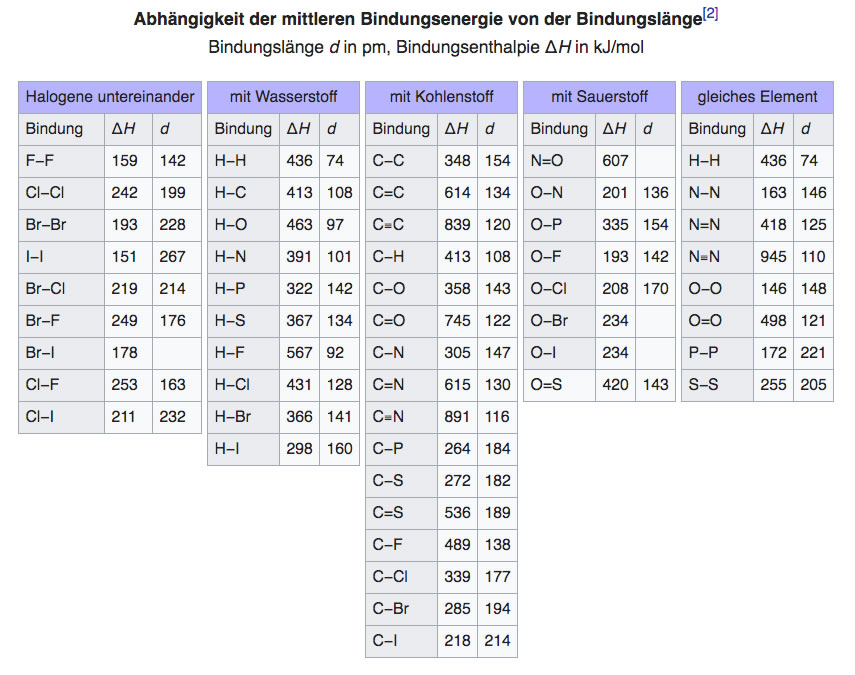 Abhängigkeit der mittleren Bindungsenergie von der Bindungslänge[2]
Bindungslänge d in pm, Bindungsenthalpie ΔH in kJ/mol
Halogene untereinander
Bindung ΔH d
F−F 159 142
Cl−Cl 242 199
Br−Br 193 228
I−I 151 267
Br−Cl 219 214
Br−F 249 176
Br−I 178
Cl−F 253 163
Cl−I 211 232
mit Wasserstoff
Bindung ΔH d
H−H 436 74
H−C 413 108
H−O 463 97
H−N 391 101
H−P 322 142
H−S 367 134
H−F 567 92
H−Cl 431 128
H−Br 366 141
H−I 298 160
mit Kohlenstoff
Bindung ΔH d
C−C 348 154
C=C 614 134
C≡C 839 120
C−H 413 108
C−O 358 143
C=O 745 122
C−N 305 147
C=N 615 130
C≡N 891 116
C−P 264 184
C−S 272 182
C=S 536 189
C−F 489 138
C−Cl 339 177
C−Br 285 194
C−I 218 214
mit Sauerstoff
Bindung ΔH d
N=O 607
O−N 201 136
O−P 335 154
O−F 193 142
O−Cl 208 170
O−Br 234
O−I 234
O=S 420 143
gleiches Element
Bindung ΔH d
H−H 436 74
N−N 163 146
N=N 418 125
N≡N 945 110
O−O 146 148
O=O 498 121
P−P 172 221
S−S 255 205